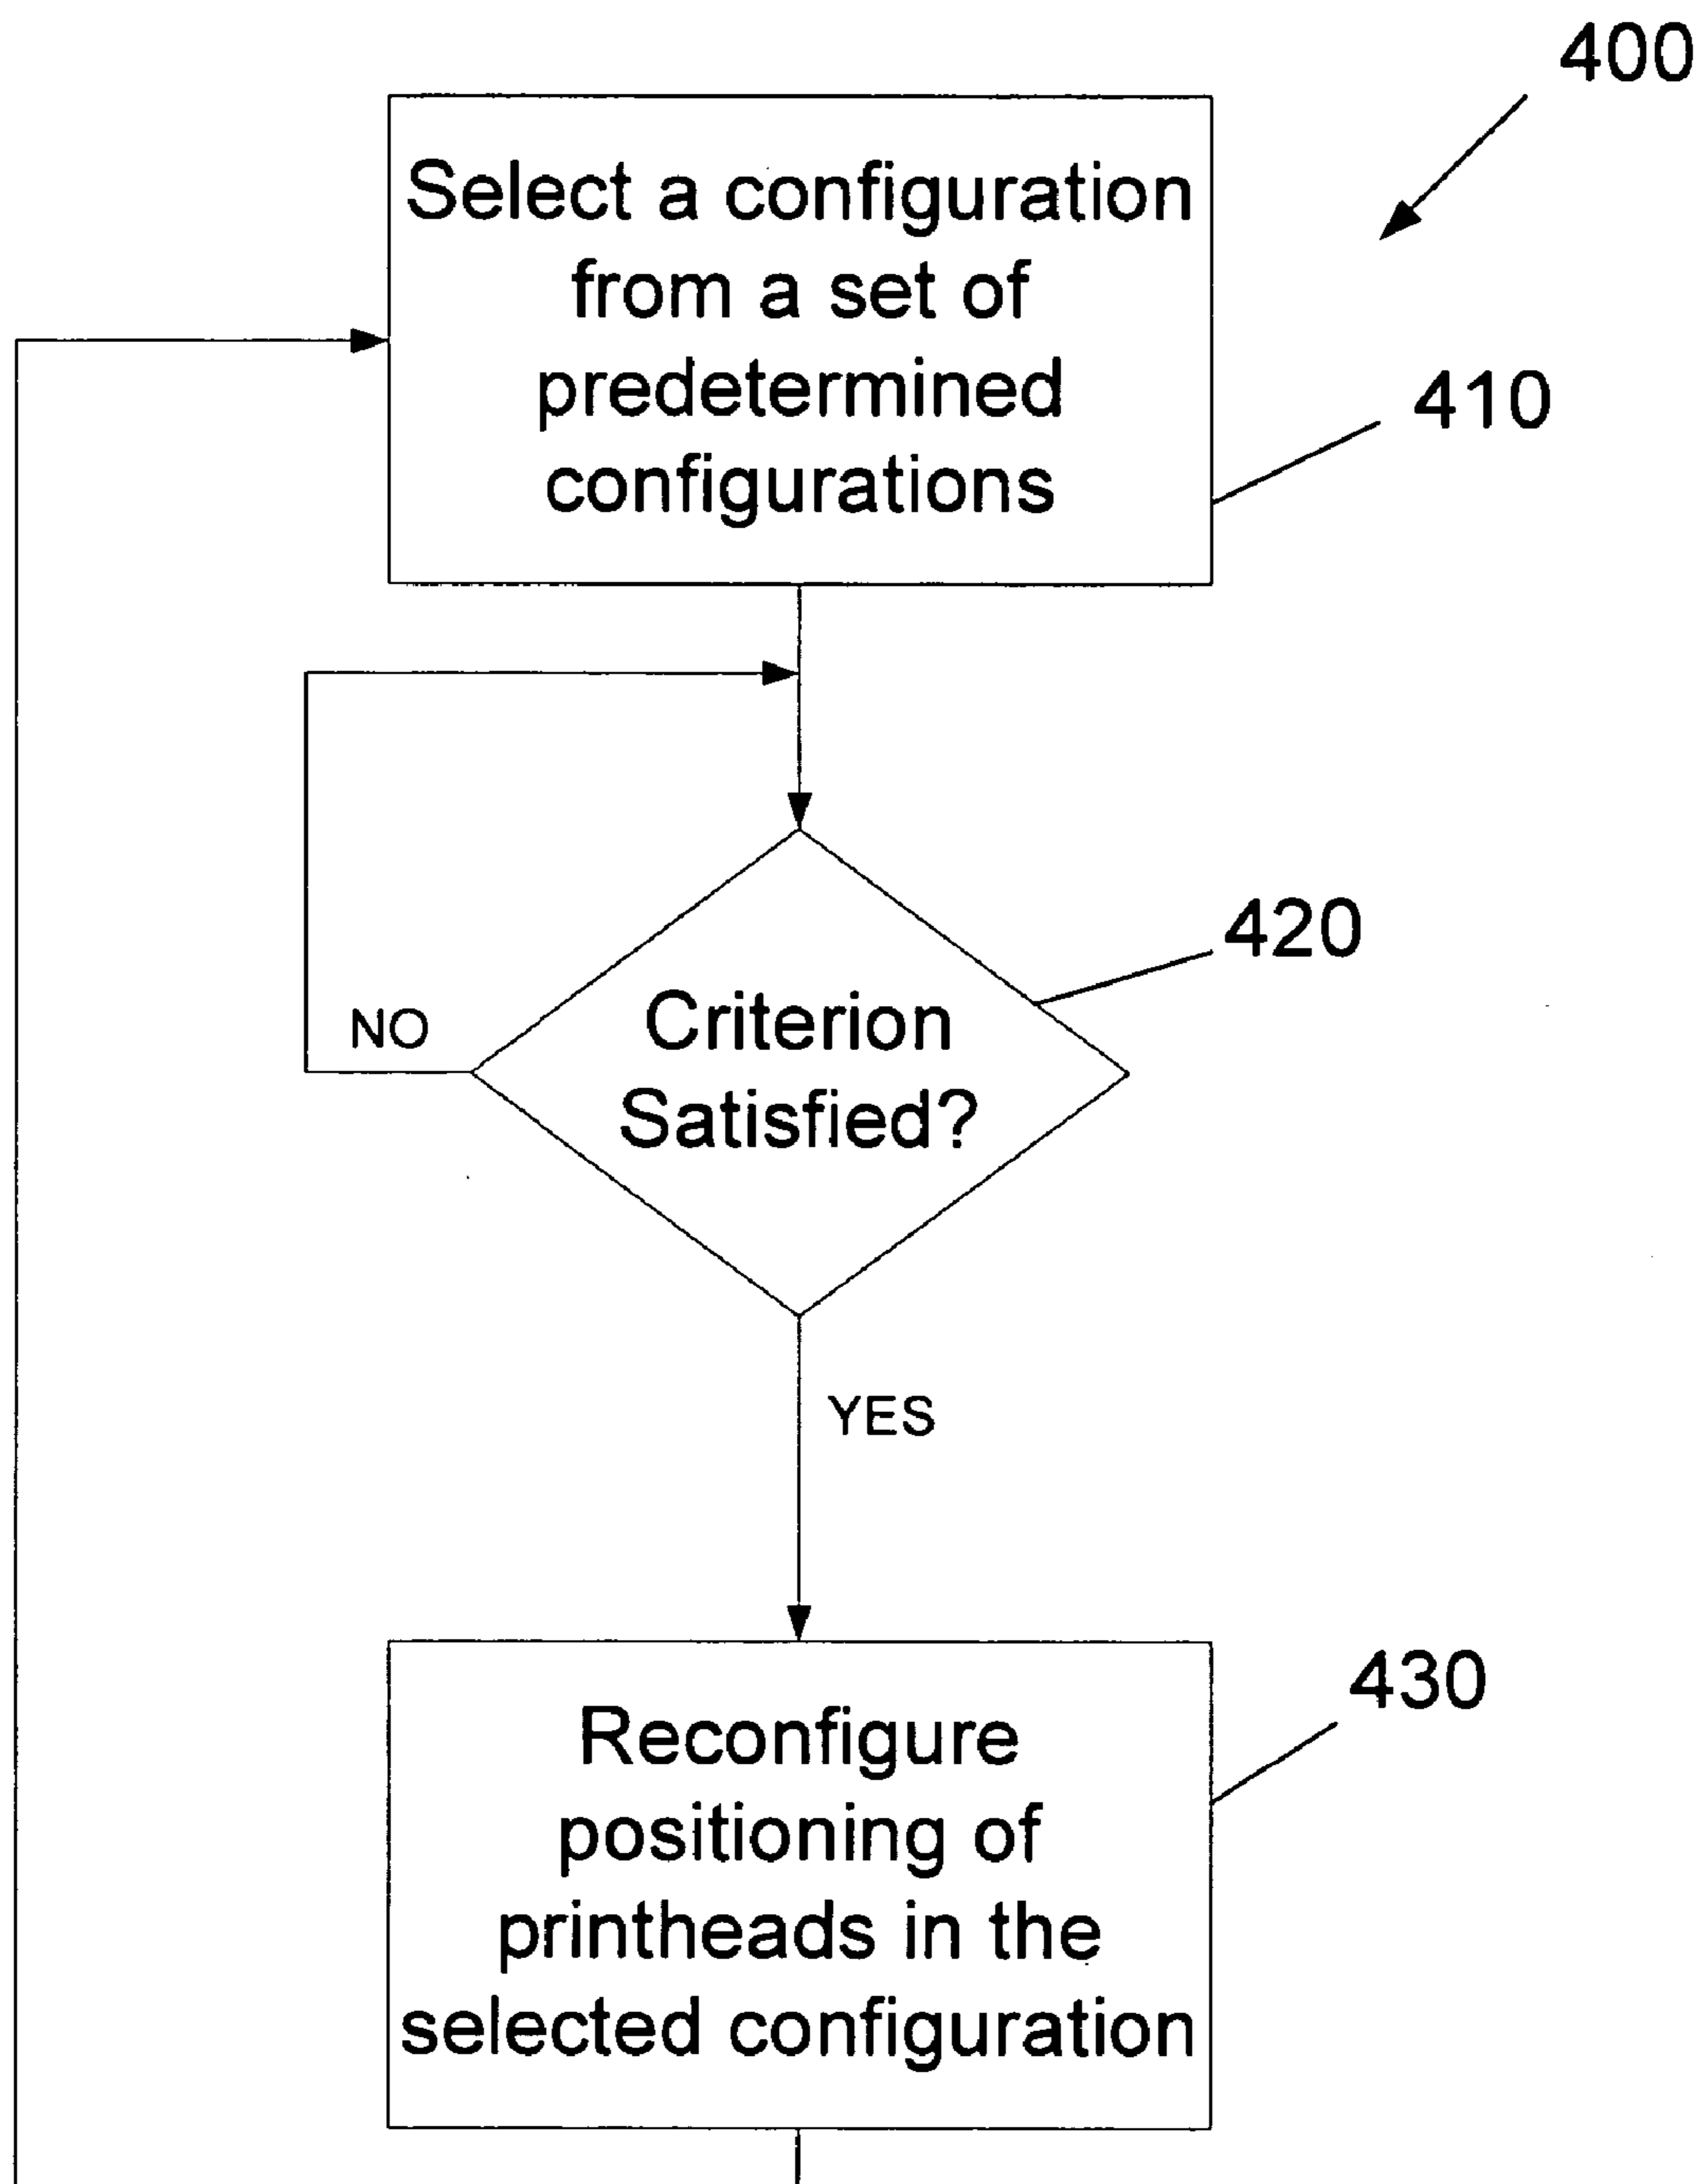 400
Select a configuration
from a set of
predetermined
configurations
410
420
NO
Criterion
Satisfied?
YES
430
Reconfigure
positioning of
printheads in the
selected configuration